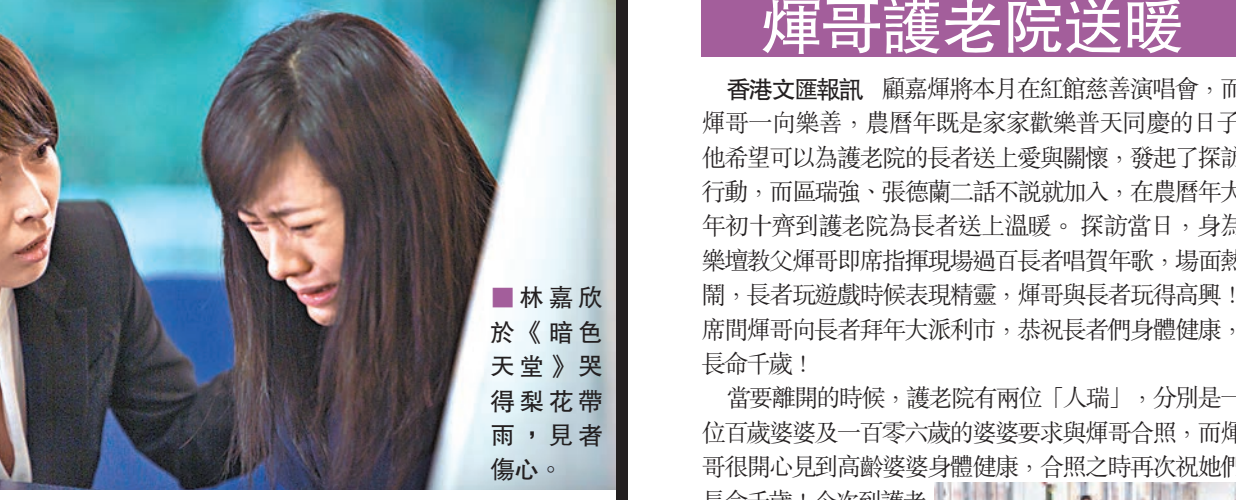 ■林嘉欣
於《暗色
天堂》哭
得梨花帶
雨，見者
傷心。
煇哥護老院送暖
香港文匯報訊　顧嘉煇將本月在紅館慈善演唱會，而
煇哥一向樂善，農曆年既是家家歡樂普天同慶的日子
他希望可以為護老院的長者送上愛與關懷，發起了探訪
行動，而區瑞強、張德蘭二話不說就加入，在農曆年大
年初十齊到護老院為長者送上溫暖。 探訪當日，身為
樂壇教父煇哥即席指揮現場過百長者唱賀年歌，場面熱
鬧，長者玩遊戲時候表現精靈，煇哥與長者玩得高興！
席間煇哥向長者拜年大派利市，恭祝長者們身體健康，
長命千歲！
當要離開的時候，護老院有兩位「人瑞」，分別是一
位百歲婆婆及一百零六歲的婆婆要求與煇哥合照，而煇
哥很開心見到高齡婆婆身體健康，合照之時再次祝她們
長命千歲！今次到護老